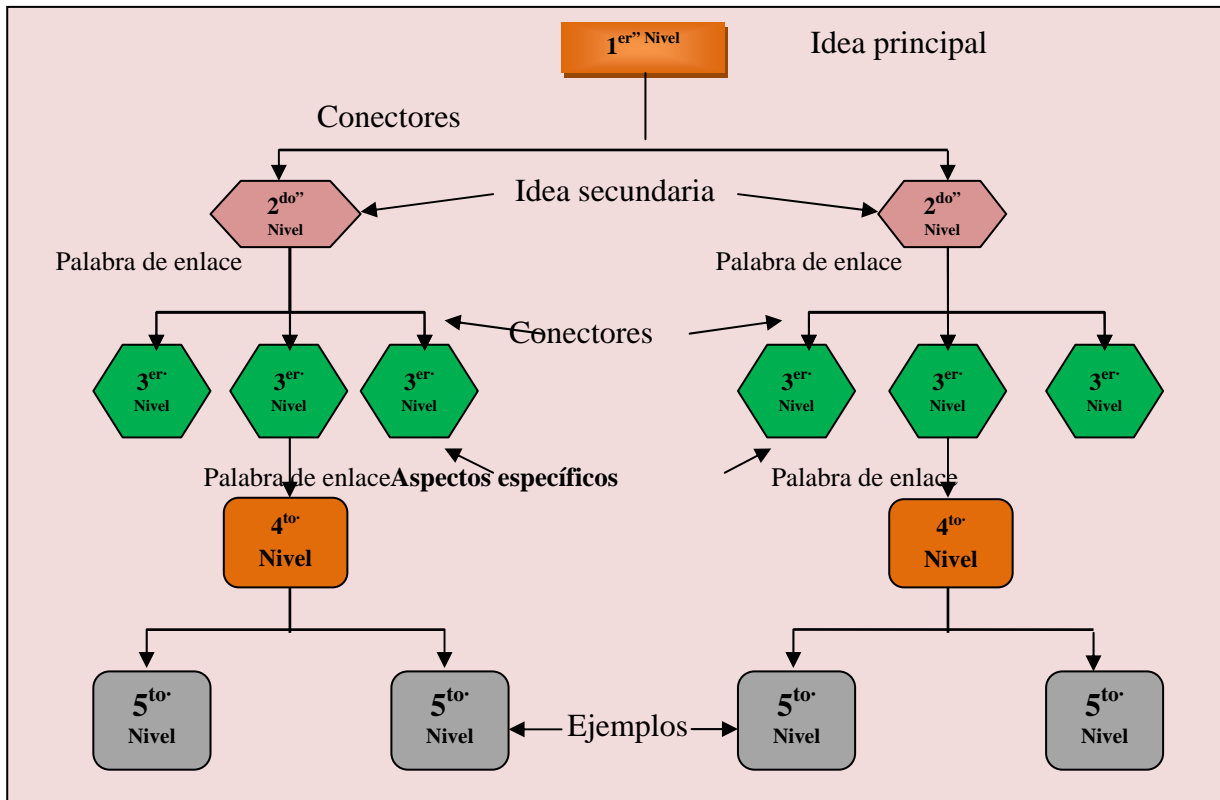 1er” Nivel
Idea principal
Conectores
Idea secundaria
2do”
Nivel
2do”
Nivel
Palabra de enlace
Palabra de enlace
Conectores
3er.
Nivel
3er.
Nivel
3er.
Nivel
3er.
Nivel
3er.
Nivel
3er.
Nivel
Palabra de enlace
Aspectos específicos
Palabra de enlace
4to.
Nivel
4to.
Nivel
5to.
Nivel
5to.
Nivel
Ejemplos
5to.
Nivel
5to.
Nivel